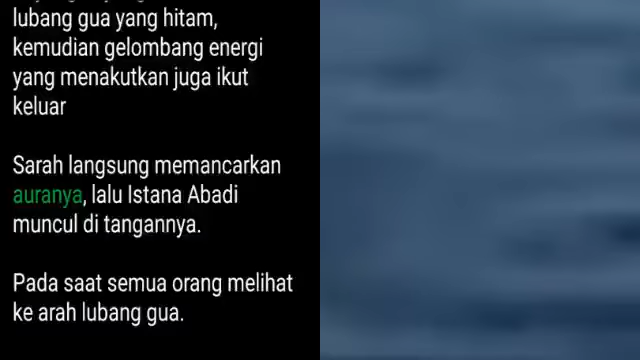 lubang gua yang hitam,
kemudian gelombang energi
yang menakutkan juga ikut
keluar
Sarah langsung memancarkan
auranya, lalu Istana Abadi
muncul di tangannya.
Pada saat semua orang melihat
ke arah lubang gua.